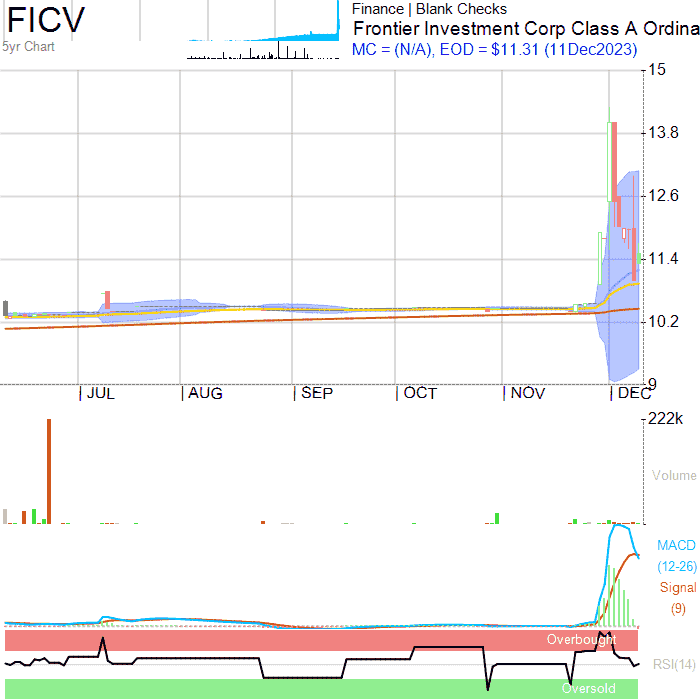 FICV
5yr Chart
Finance | Blank Checks
Frontier Investment Corp Class A Ordina
MC = (N/A), EOD = $11.31 (11Dec2023)
15
13.8
12.6
11.4
10.2
9
JUL
AUG
SEP
OCT
NOV
DEC
222k
Volume
MACD
(12-26)
Signal
(9)
Overbought
RSI(14)
Oversold